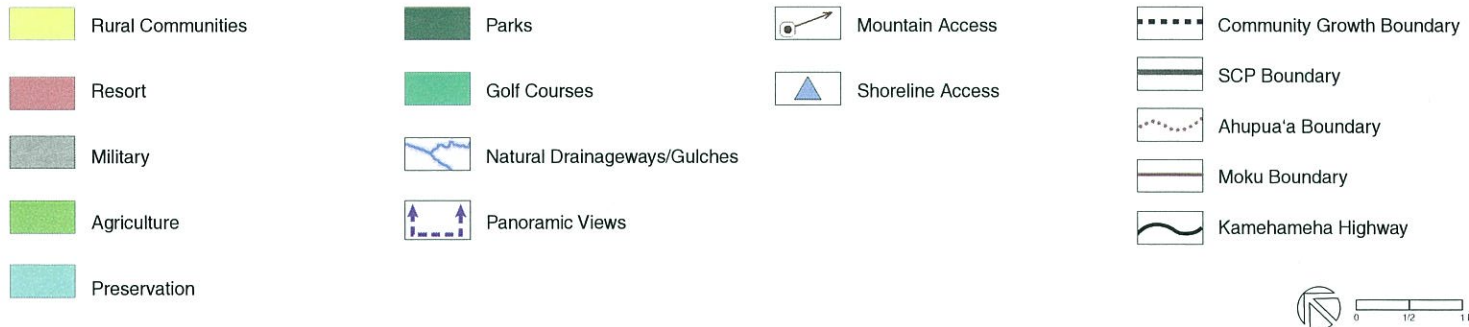 Rural Communities
Resort
Military
Agriculture
Preservation
Parks
Golf Courses
Natural Drainageways/Gulches
Panoramic Views
Mountain Access
Shoreline Access
Community Growth Boundary
SCP Boundary
Ahupua‘a Boundary
Moku Boundary
Kamehameha Highway
0 1/2 1